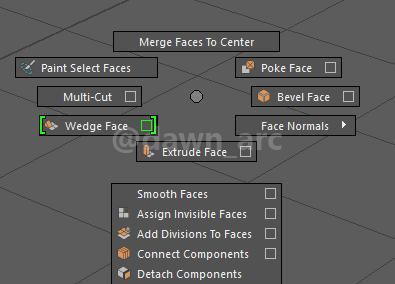 Merge Faces To Center
Paint Select Faces
Poke Face
Multi-Cut
Bevel Face
Wedge Face
Face Normals
@dawn_arc
Extrude Face
Smooth Faces
Assign Invisible Faces
Add Divisions To Faces
Connect Components
Detach Components